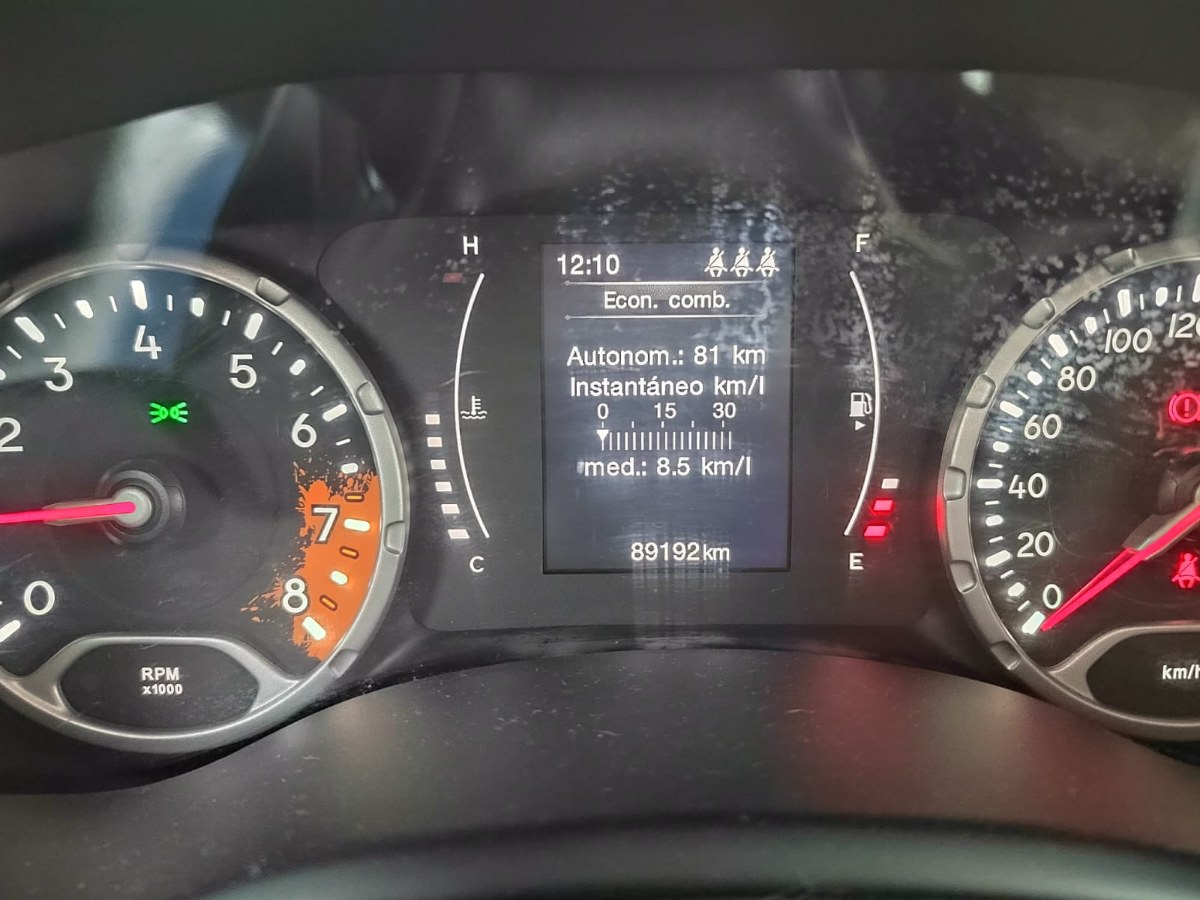 H
12:10
F
Econ. comb.
Autonom.: 81 km
Instantáneo km/l
0 15 30
med.: 8.5 km/l
89192km
C
E
0
2
3
4
5
6
7
8
RPM
x1000
0
20
40
60
80
100
120
km/h